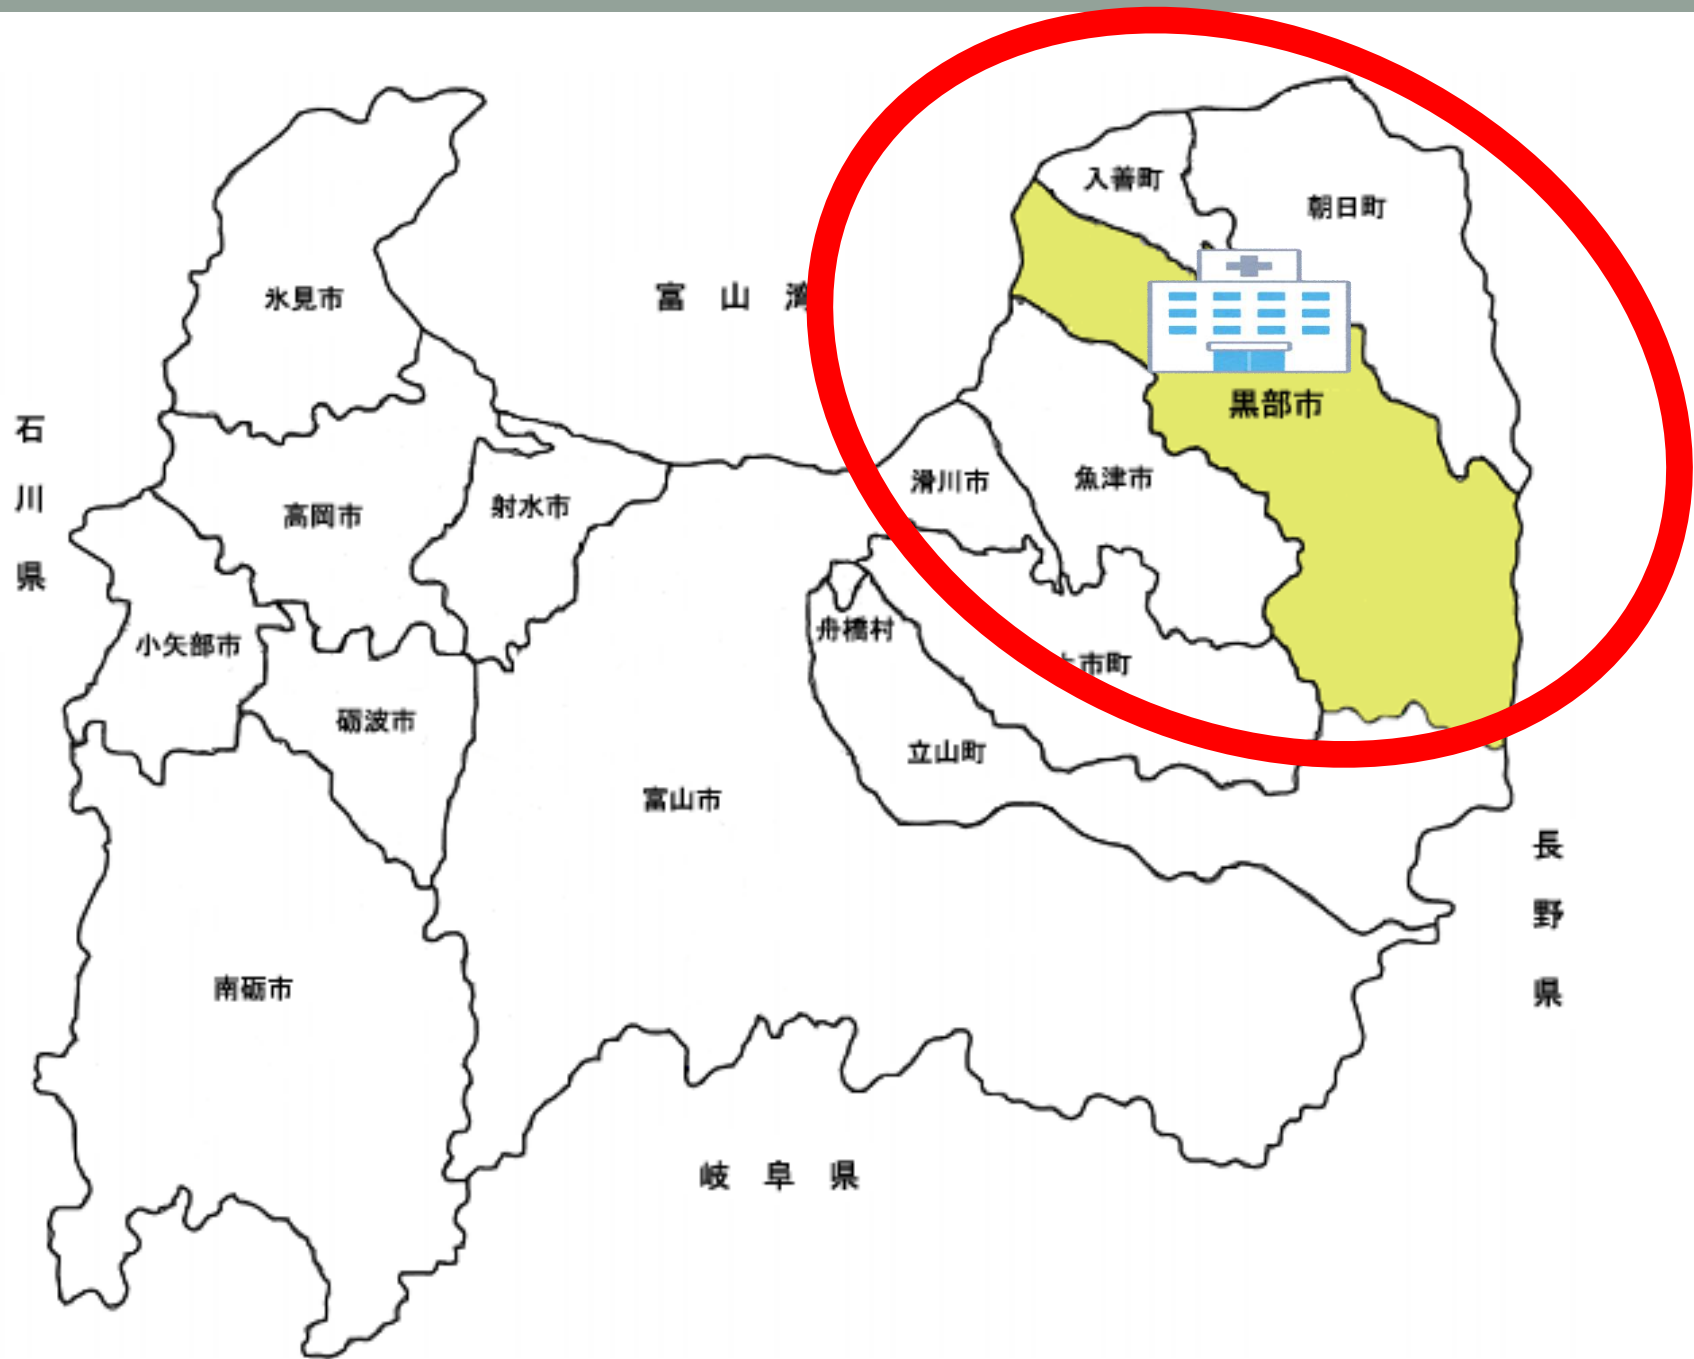 入善町
朝日町
氷見市
富山湾
黒部市
石川県
滑川市
魚津市
高岡市
射水市
舟橋村
小矢部市
市町
砺波市
立山町
富山市
長野県
南砺市
岐阜県